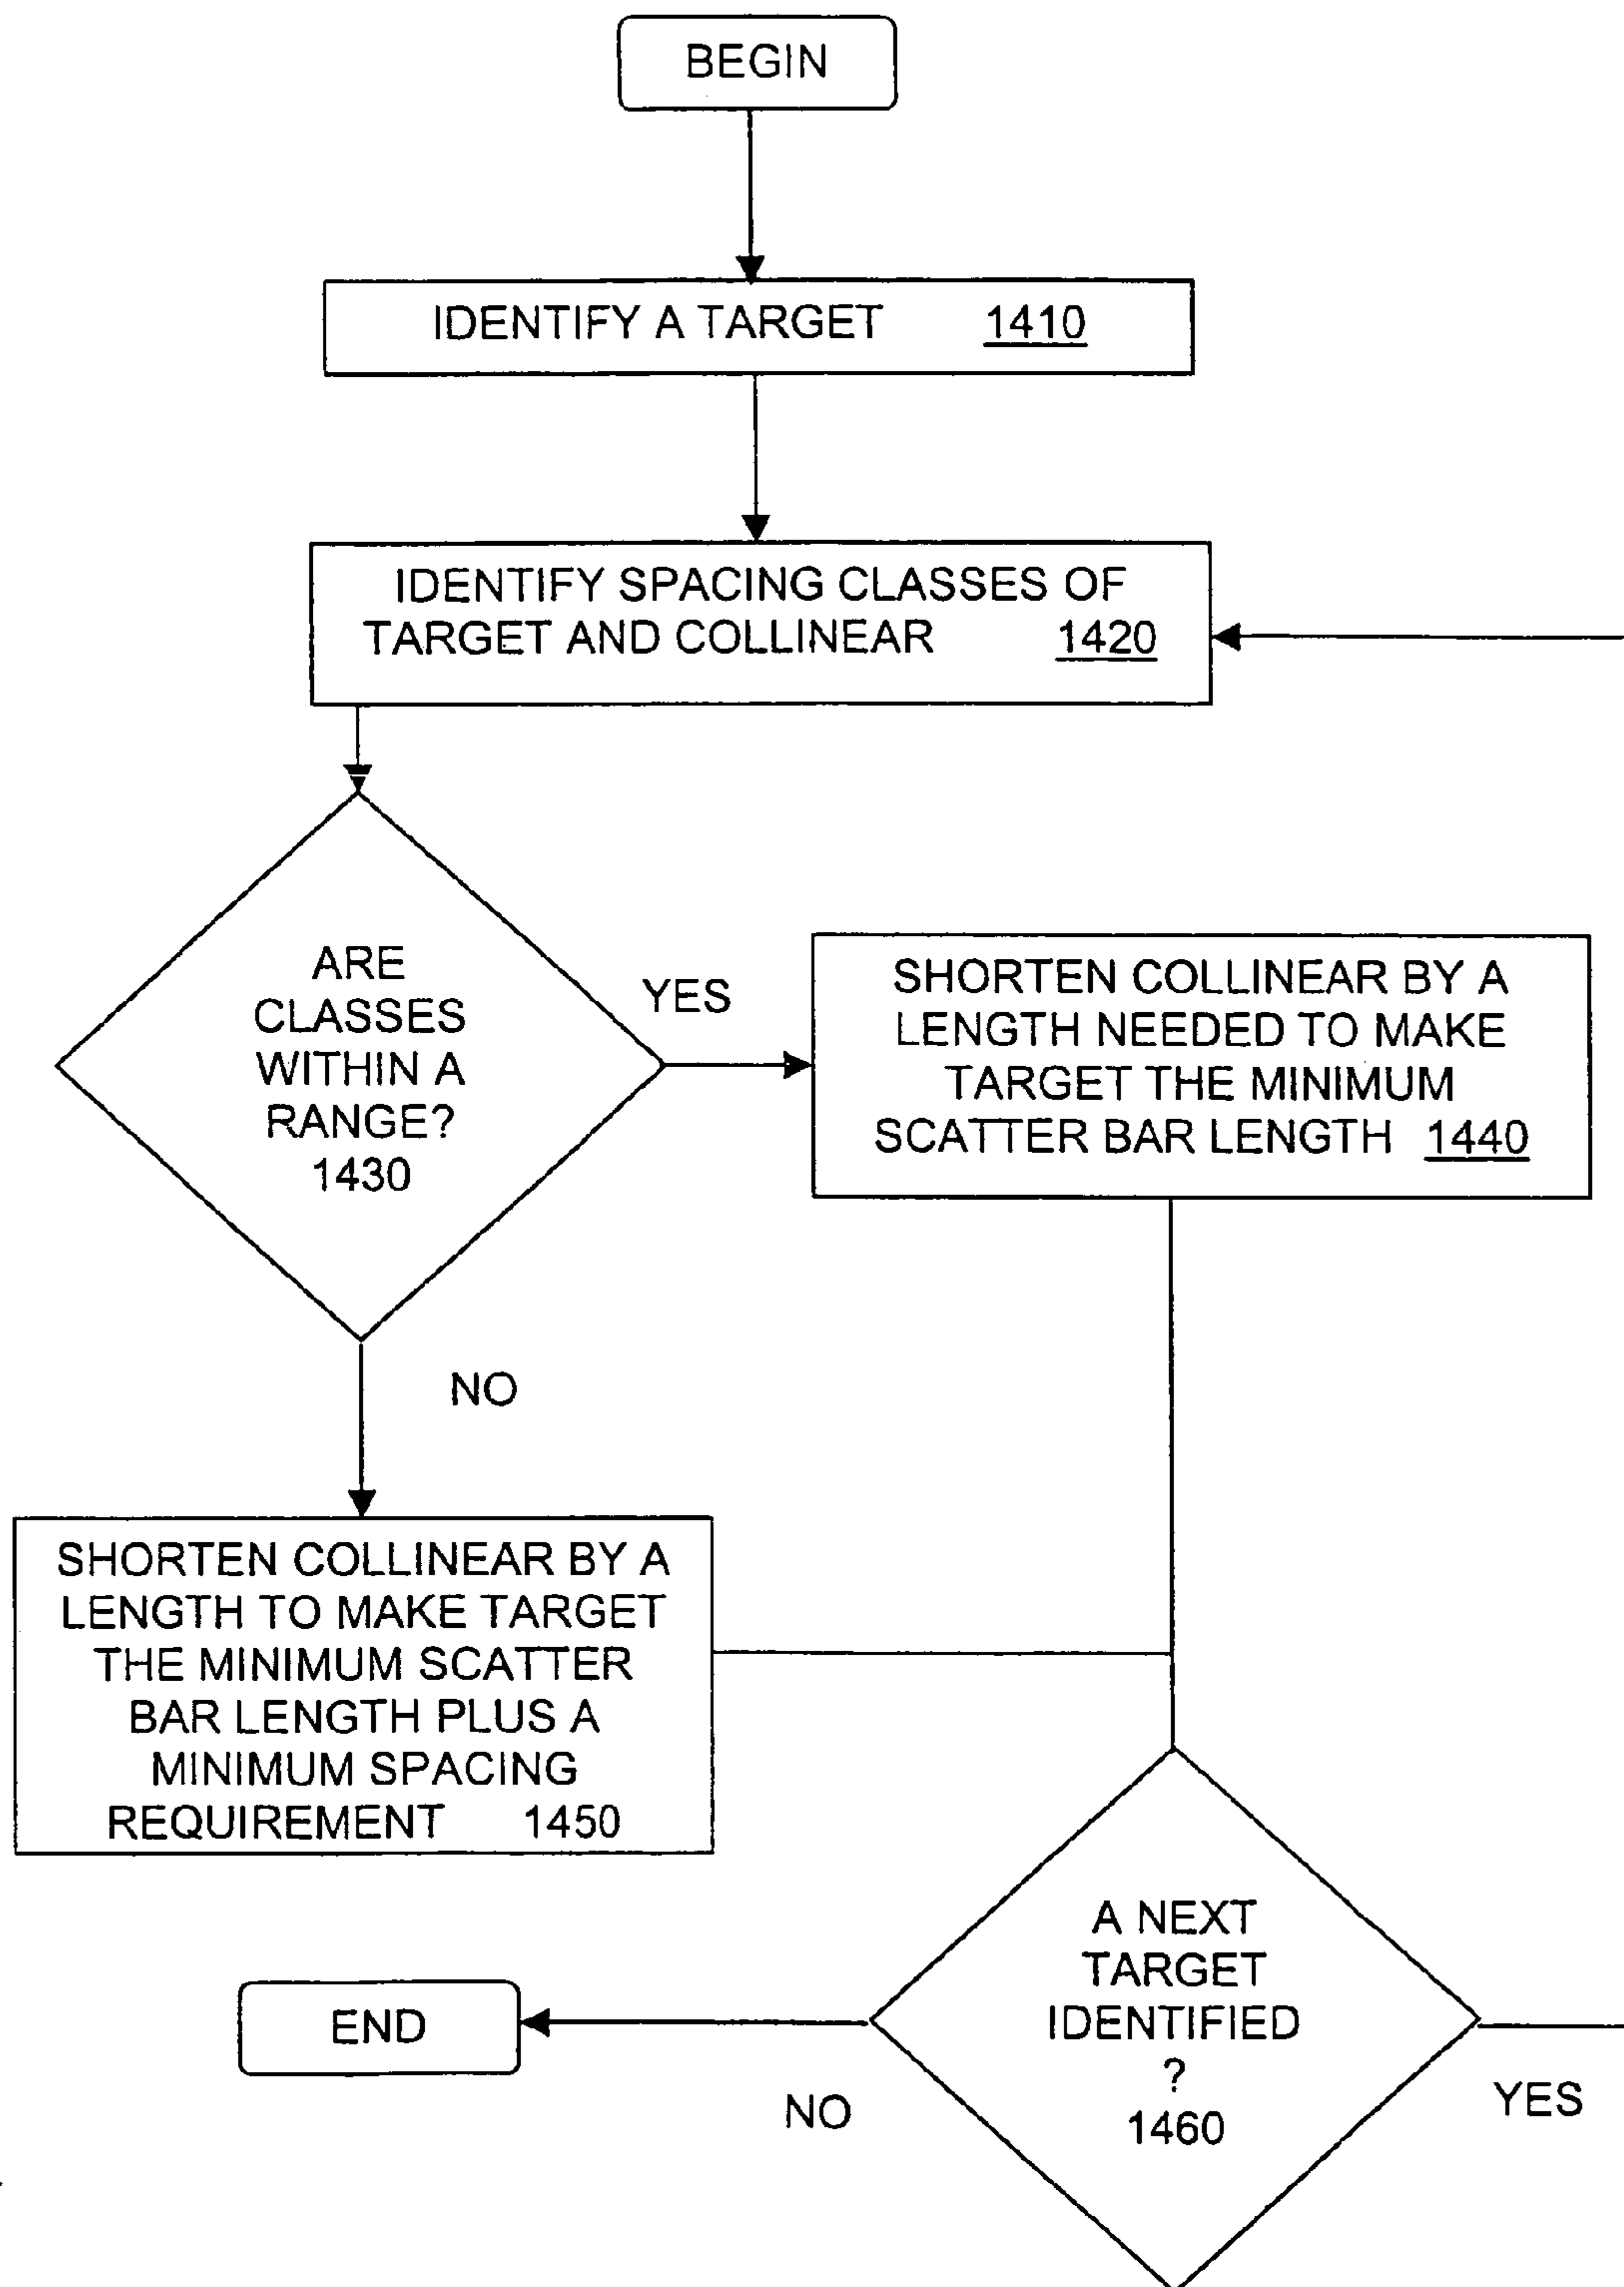 BEGIN
IDENTIFY A TARGET 1410
IDENTIFY SPACING CLASSES OF
TARGET AND COLLINEAR 1420
ARE
CLASSES
WITHIN A
RANGE?
1430
YES
SHORTEN COLLINEAR BY A
LENGTH NEEDED TO MAKE
TARGET THE MINIMUM
SCATTER BAR LENGTH 1440
NO
SHORTEN COLLINEAR BY A
LENGTH TO MAKE TARGET
THE MINIMUM SCATTER
BAR LENGTH PLUS A
MINIMUM SPACING
REQUIREMENT 1450
A NEXT
TARGET
IDENTIFIED
?
1460
END
NO
YES